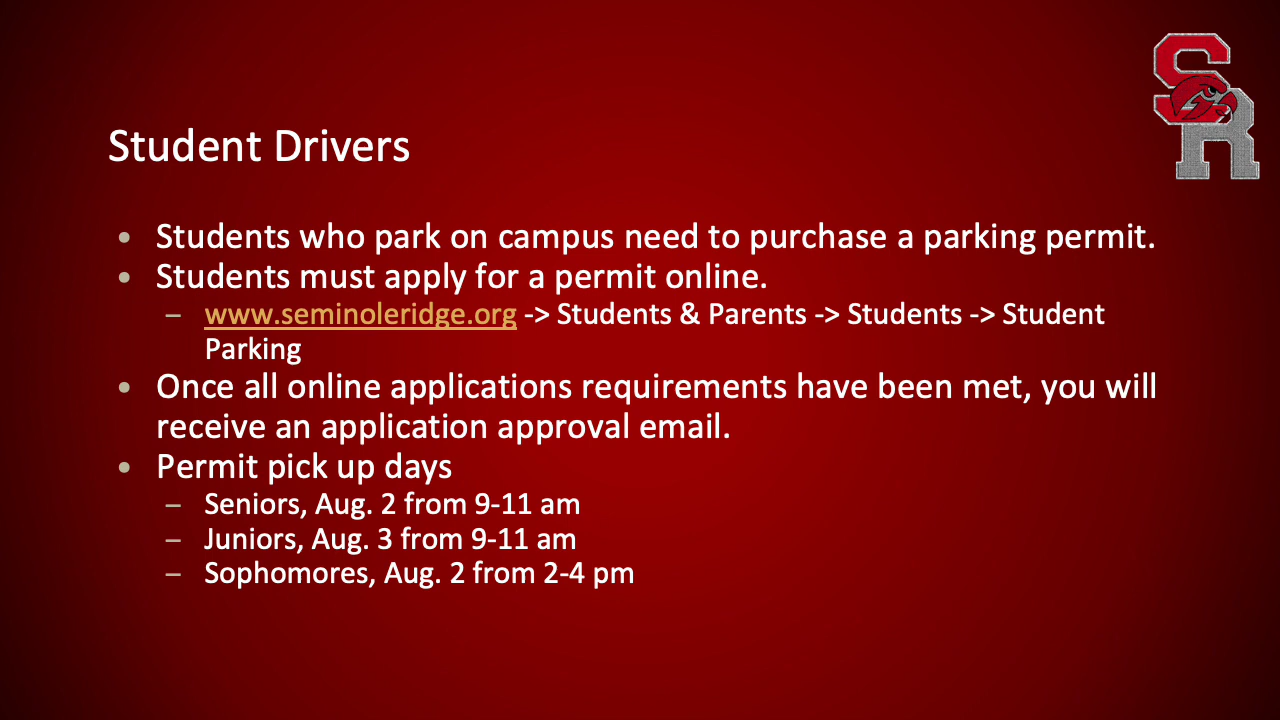 SR
Student Drivers
• Students who park on campus need to purchase a parking permit.
• Students must apply for a permit online.
– www.seminoleridge.org -> Students & Parents -> Students -> Student
Parking
• Once all online applications requirements have been met, you will
receive an application approval email.
• Permit pick up days
– Seniors, Aug. 2 from 9-11 am
– Juniors, Aug. 3 from 9-11 am
– Sophomores, Aug. 2 from 2-4 pm